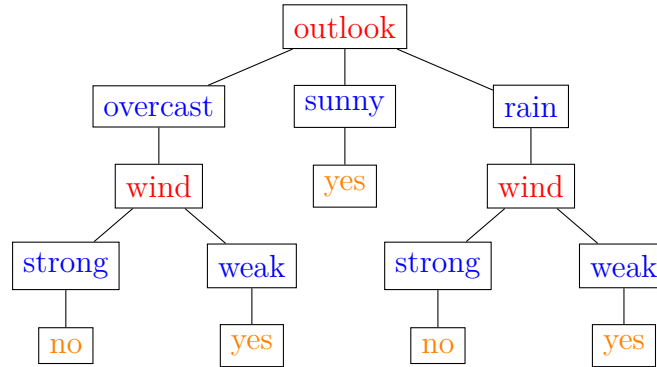 outlook
overcast
sunny
rain
wind
yes
wind
strong
weak
strong
weak
no
yes
no
yes